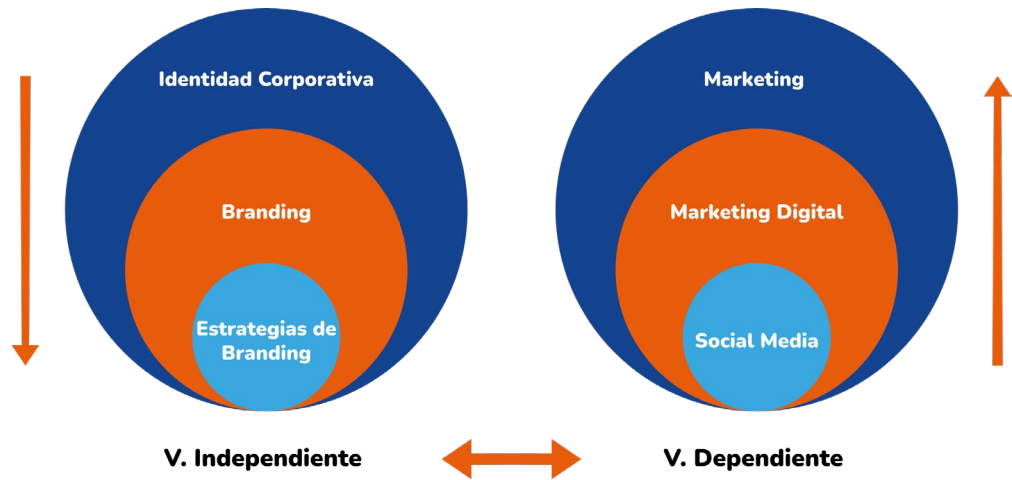 Identidad Corporativa
Branding
Estrategias de
Branding
V. Independiente
Marketing
Marketing Digital
Social Media
V. Dependiente